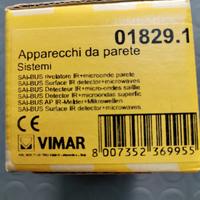 01829.1
Apparecchi da parete
Sistemi
SAI-BUS rivelatore IR+microonde parete
SAI-BUS Surface IR detector+microwaves
SAI-BUS Détecteur IR+micro-ondes saillie
SAI-BUS Detector IR+microondas superfic
SAI-BUS AP IR-Melder+Mikrowellen
SAI-BUS Surface IR detector+microwaves
CE
VIMAR
8 007352 369955